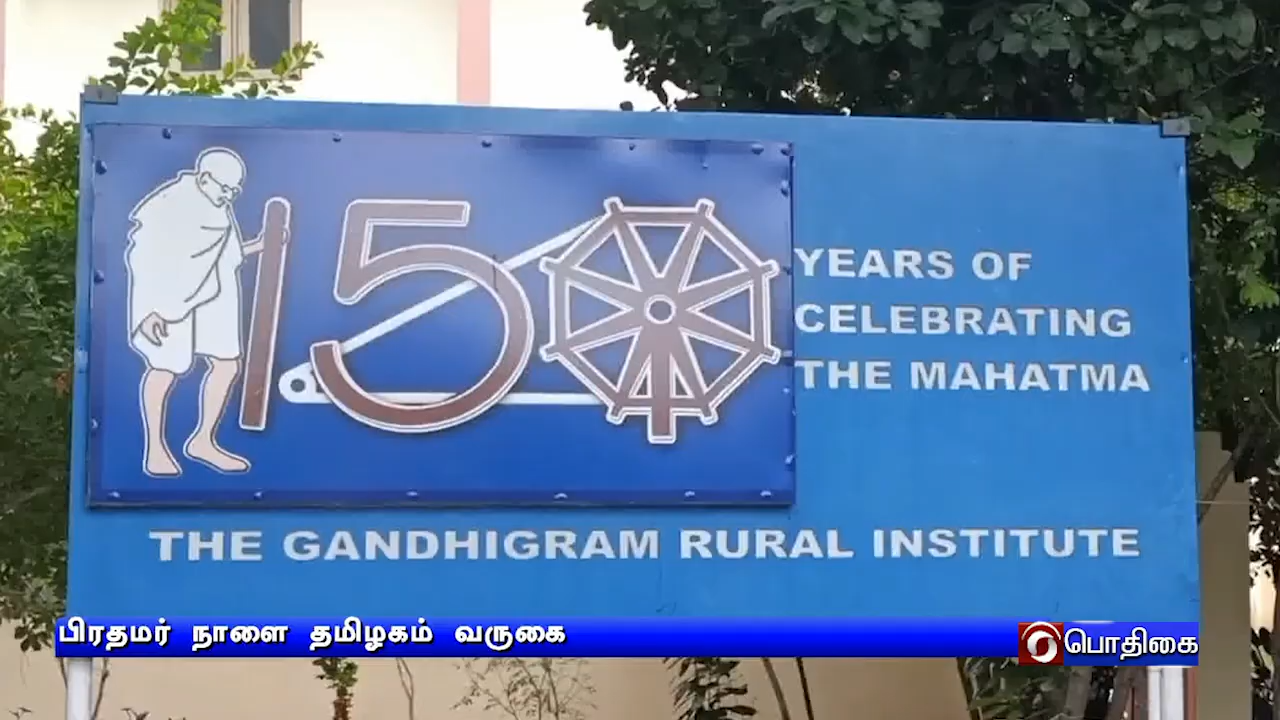 150
YEARS OF
CELEBRATING
THE MAHATMA
THE GANDHIGRAM RURAL INSTITUTE
பிரதமர் நாளை தமிழகம் வருகை
பொதிகை